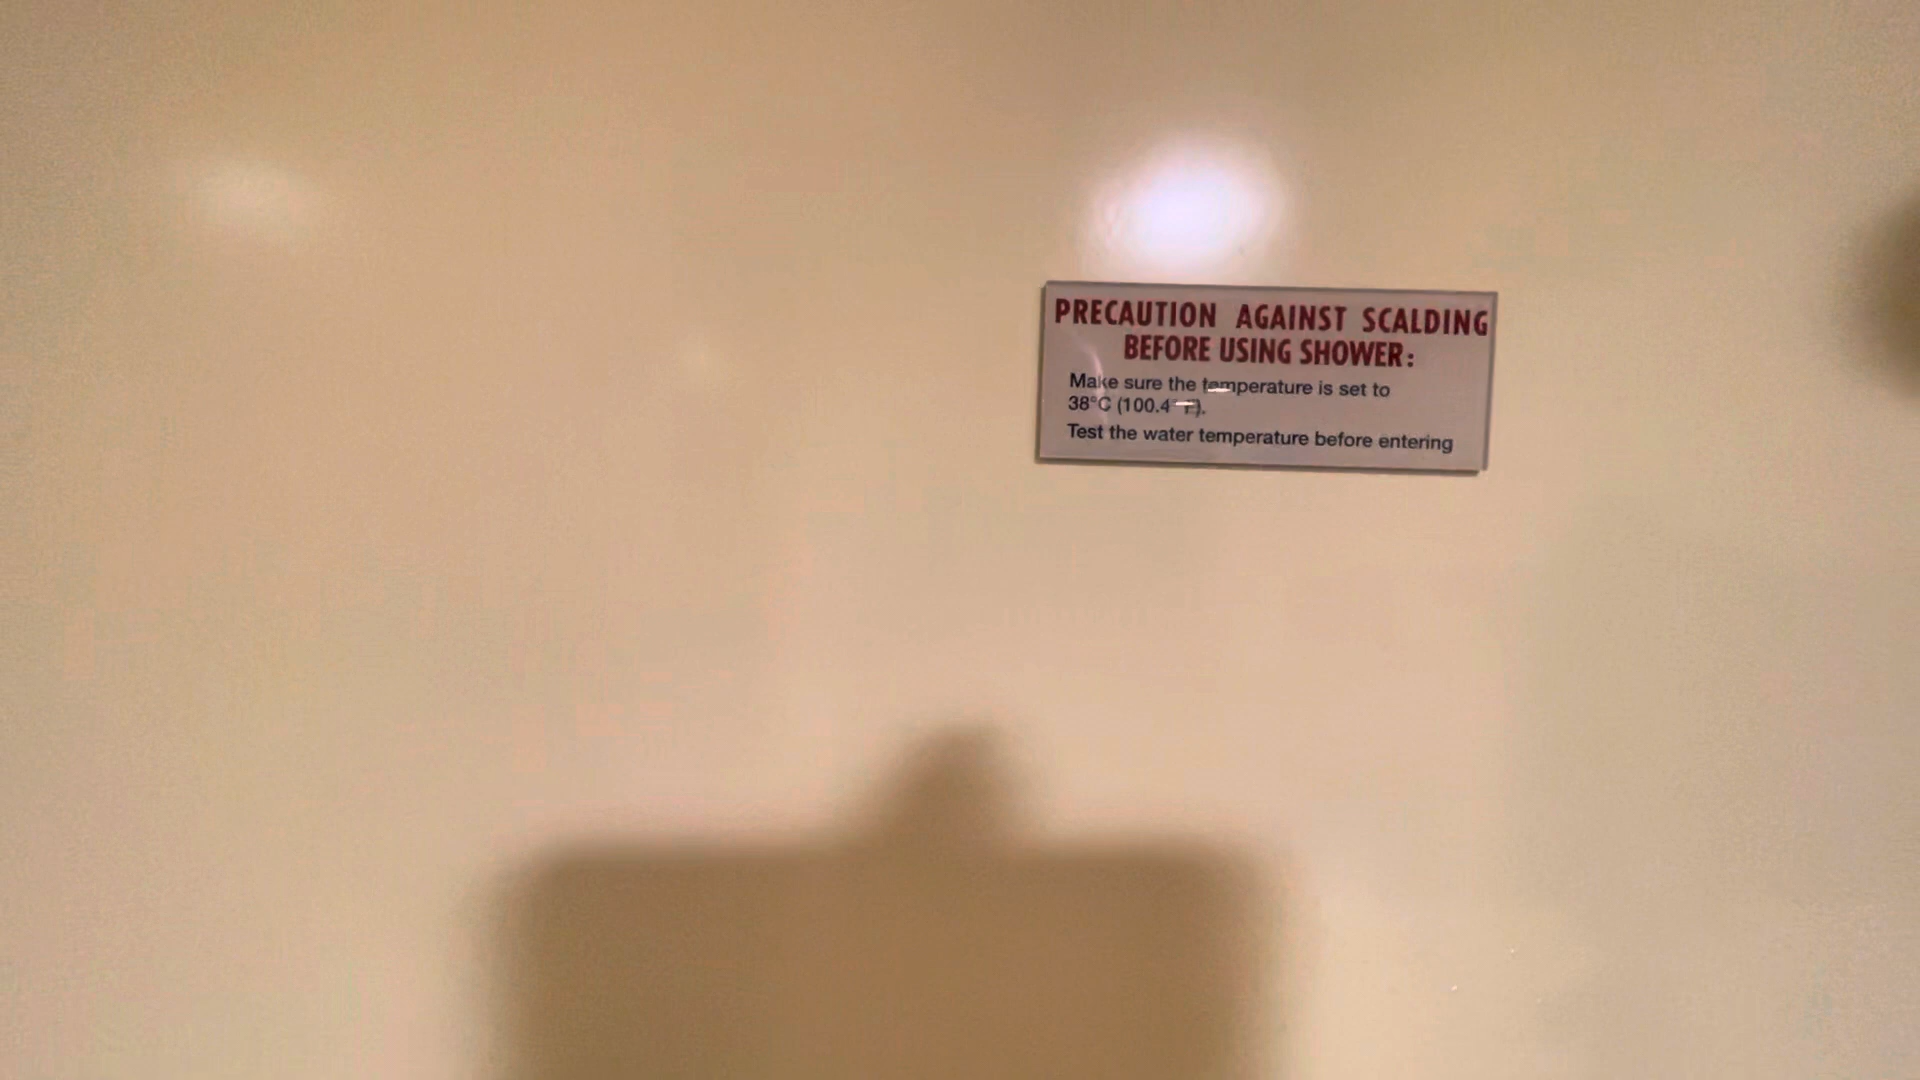 PRECAUTION AGAINST SCALDING
BEFORE USING SHOWER:
Make sure the temperature is set to
38°C (100.4°F).
Test the water temperature before entering